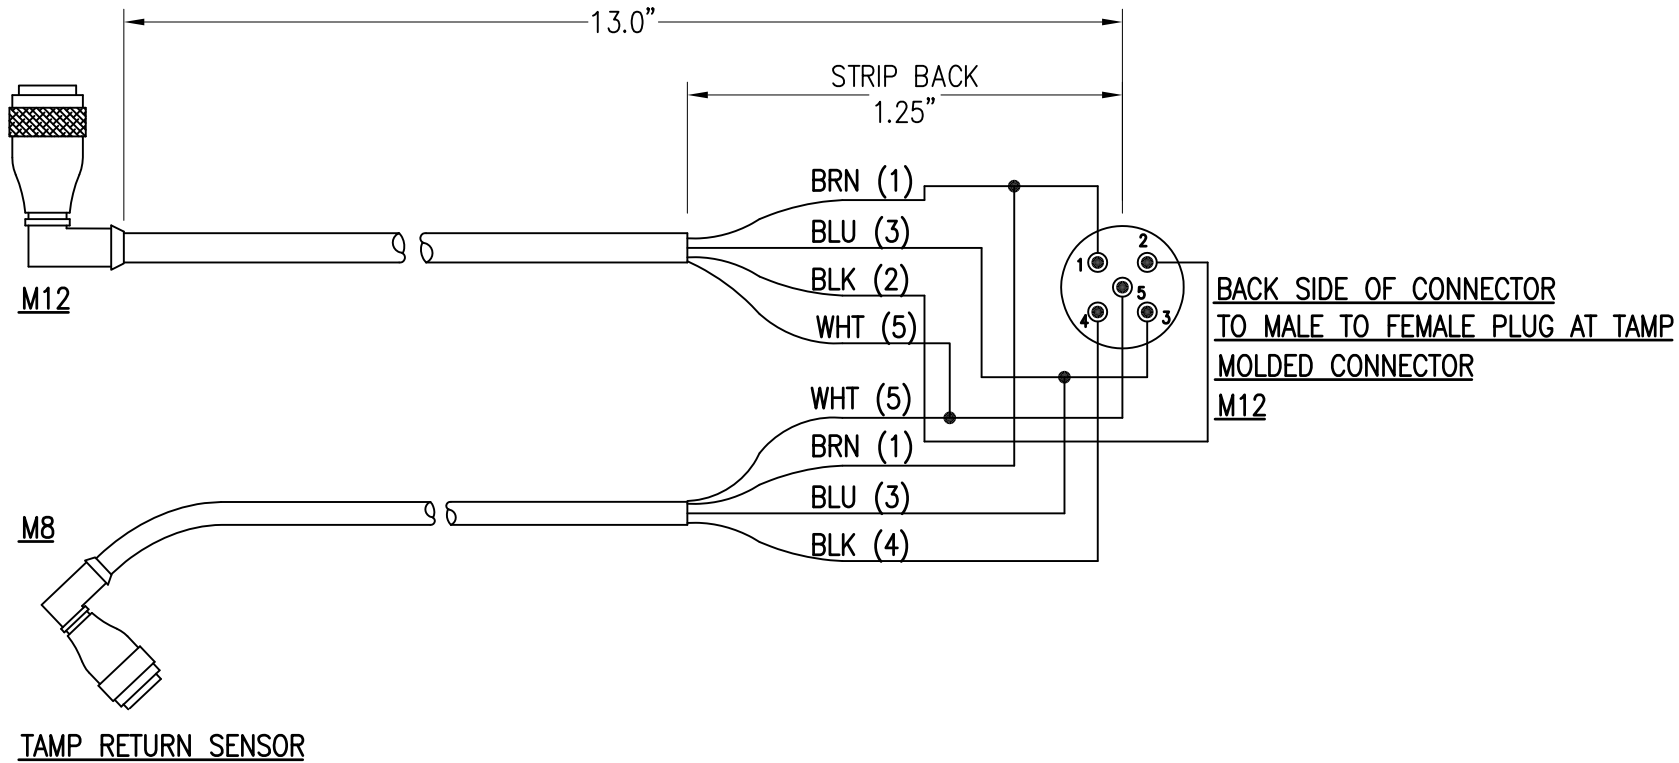 13.0"
STRIP BACK
1.25"
BRN (1)
BLU (3)
BLK (2)
WHT (5)
M12
1
2
5
4
3
BACK SIDE OF CONNECTOR
TO MALE TO FEMALE PLUG AT TAMP
MOLDED CONNECTOR
M12
WHT (5)
BRN (1)
BLU (3)
BLK (4)
M8
TAMP RETURN SENSOR